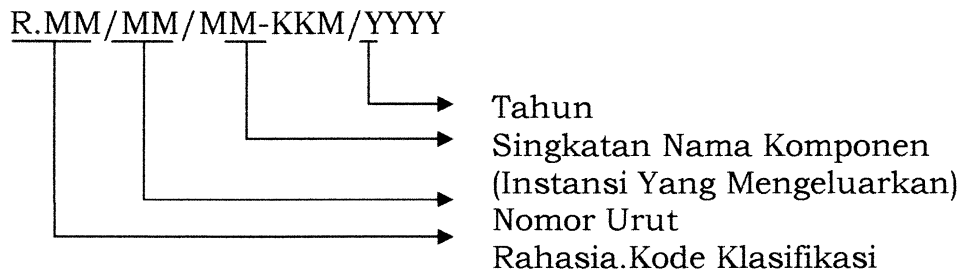 R.MM/MM/MM-KKM/YYYY
Tahun
Singkatan Nama Komponen
(Instansi Yang Mengeluarkan)
Nomor Urut
Rahasia.Kode Klasifikasi